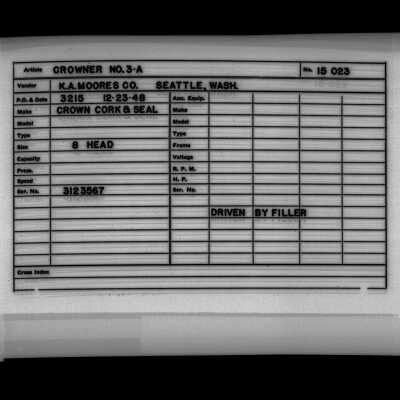 Article CROWNER NO.3-A No. 15 023
Vendor K.A.MOORES CO. SEATTLE, WASH.
P.O. & Date 3215 12-23-48 Acc. Equip.
Make CROWN CORK & SEAL Make
Model Model
Type Type
Size 8 HEAD Frame
Capacity Voltage
Prem. R. P. M.
Speed H. P.
Ser. No. 3123567 Ser. No.
DRIVEN BY FILLER
Cross Index